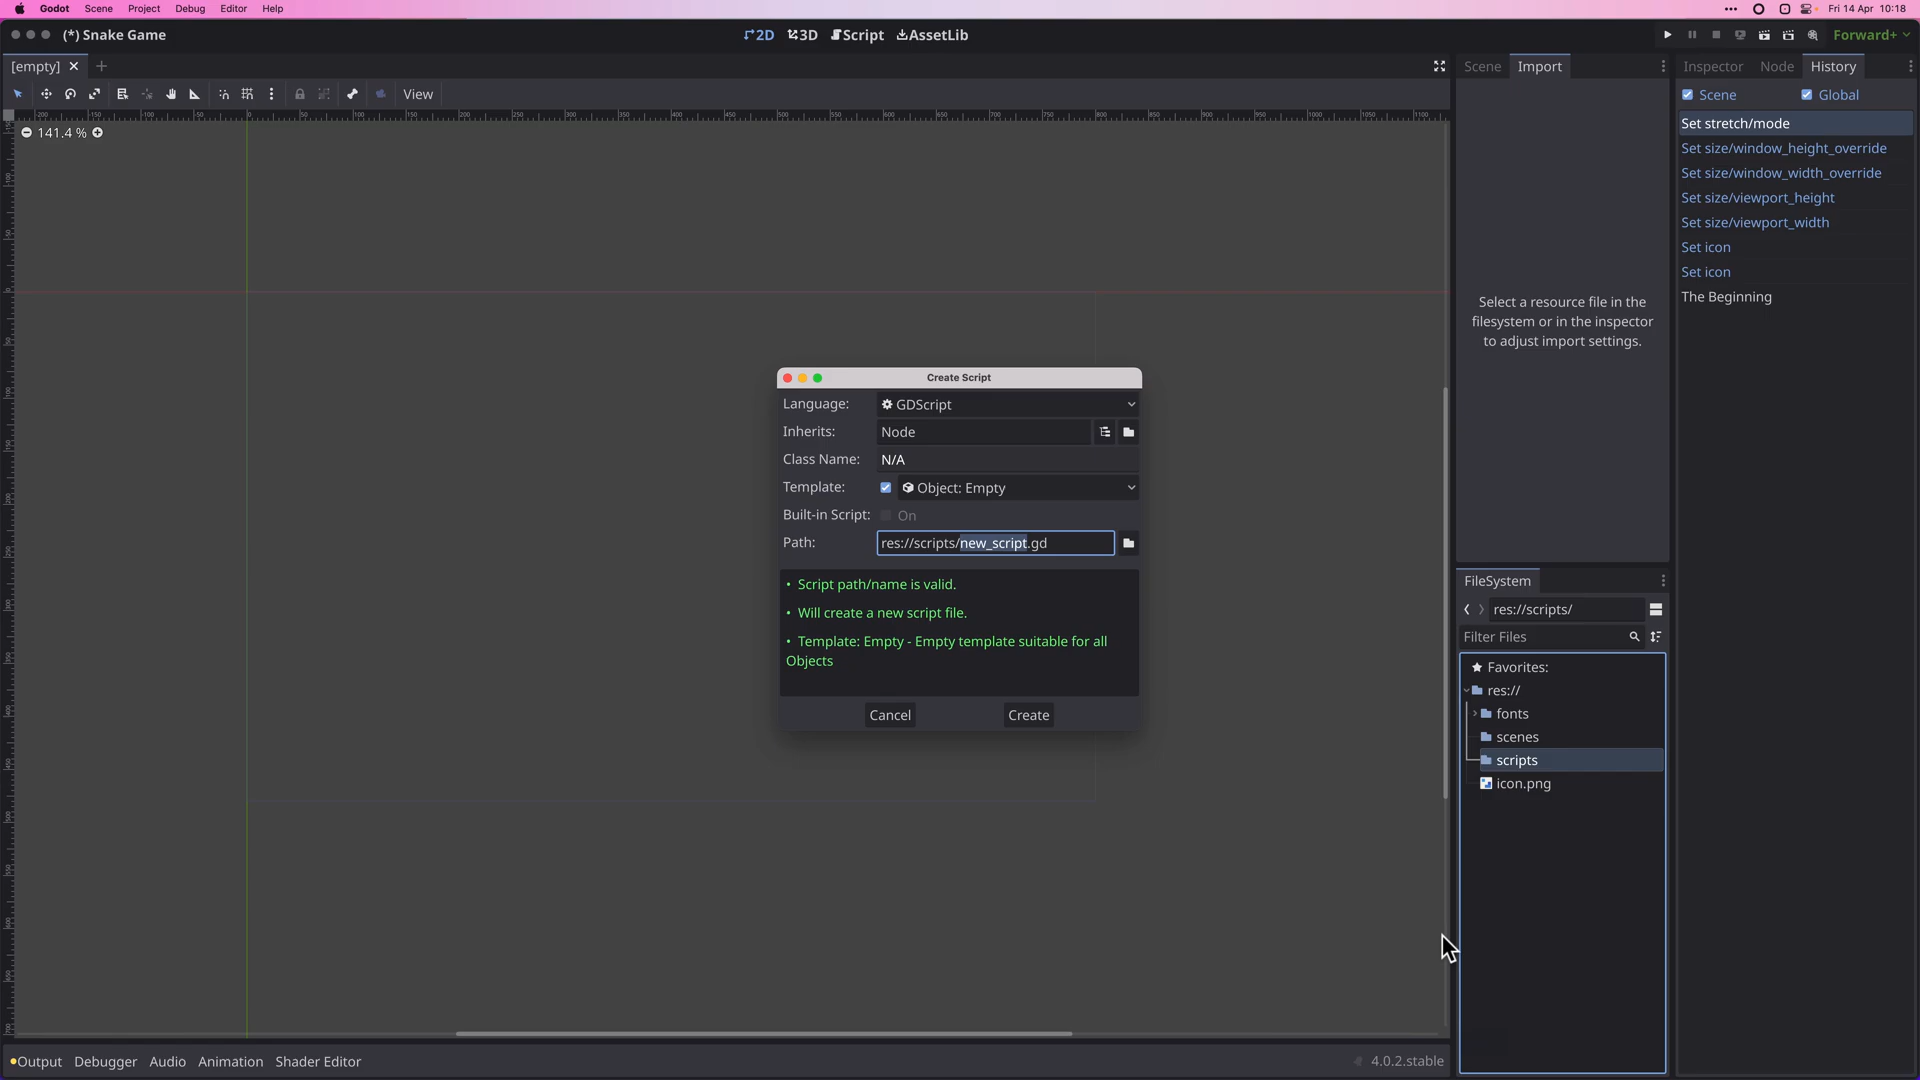 Godot Scene Project Debug Editor Help
Fri 14 Apr 10:18
(*) Snake Game
2D 3D Script AssetLib
Forward+
[empty]
Scene Import
Inspector Node History
View
Scene Global
141.4 %
Set stretch/mode
Set size/window_height_override
Set size/window_width_override
Set size/viewport_height
Set size/viewport_width
Set icon
Set icon
The Beginning
Select a resource file in the
filesystem or in the inspector
to adjust import settings.
Create Script
Language: GDScript
Inherits: Node
Class Name: N/A
Template: Object: Empty
Built-in Script: On
Path: res://scripts/new_script.gd
• Script path/name is valid.
• Will create a new script file.
• Template: Empty - Empty template suitable for all
Objects
Cancel Create
FileSystem
res://scripts/
Filter Files
Favorites:
res://
fonts
scenes
scripts
icon.png
Output Debugger Audio Animation Shader Editor
4.0.2.stable